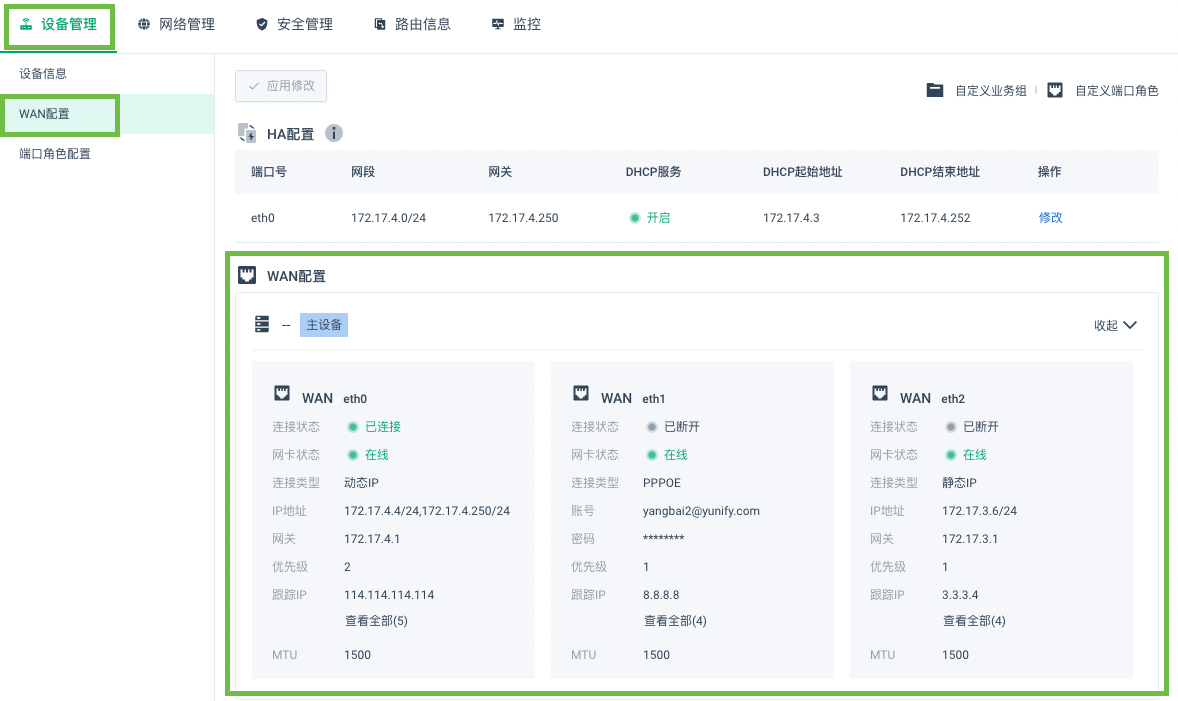 设备管理 网络管理 安全管理 路由信息 监控
设备信息
WAN配置
端口角色配置
应用修改 自定义业务组 自定义端口角色
HA配置
端口号 网段 网关 DHCP服务 DHCP起始地址 DHCP结束地址 操作
eth0 172.17.4.0/24 172.17.4.250 开启 172.17.4.3 172.17.4.252 修改
WAN配置
-- 主设备 收起
WAN eth0
连接状态 已连接
网卡状态 在线
连接类型 动态IP
IP地址 172.17.4.4/24,172.17.4.250/24
网关 172.17.4.1
优先级 2
跟踪IP 114.114.114.114
查看全部(5)
MTU 1500
WAN eth1
连接状态 已断开
网卡状态 在线
连接类型 PPPOE
账号 yangbai2@yunify.com
密码 ********
优先级 1
跟踪IP 8.8.8.8
查看全部(4)
MTU 1500
WAN eth2
连接状态 已断开
网卡状态 在线
连接类型 静态IP
IP地址 172.17.3.6/24
网关 172.17.3.1
优先级 1
跟踪IP 3.3.3.4
查看全部(4)
MTU 1500